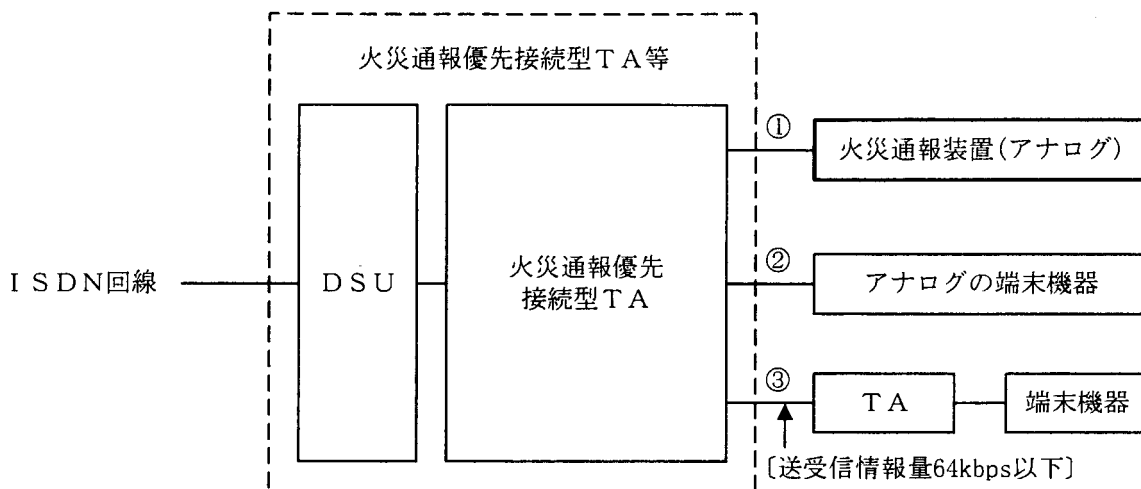 火災通報優先接続型ＴＡ等
①
火災通報装置(アナログ)
ＩＳＤＮ回線
ＤＳＵ
火災通報優先
接続型ＴＡ
②
アナログの端末機器
③
ＴＡ
端末機器
〔送受信情報量64kbps以下〕